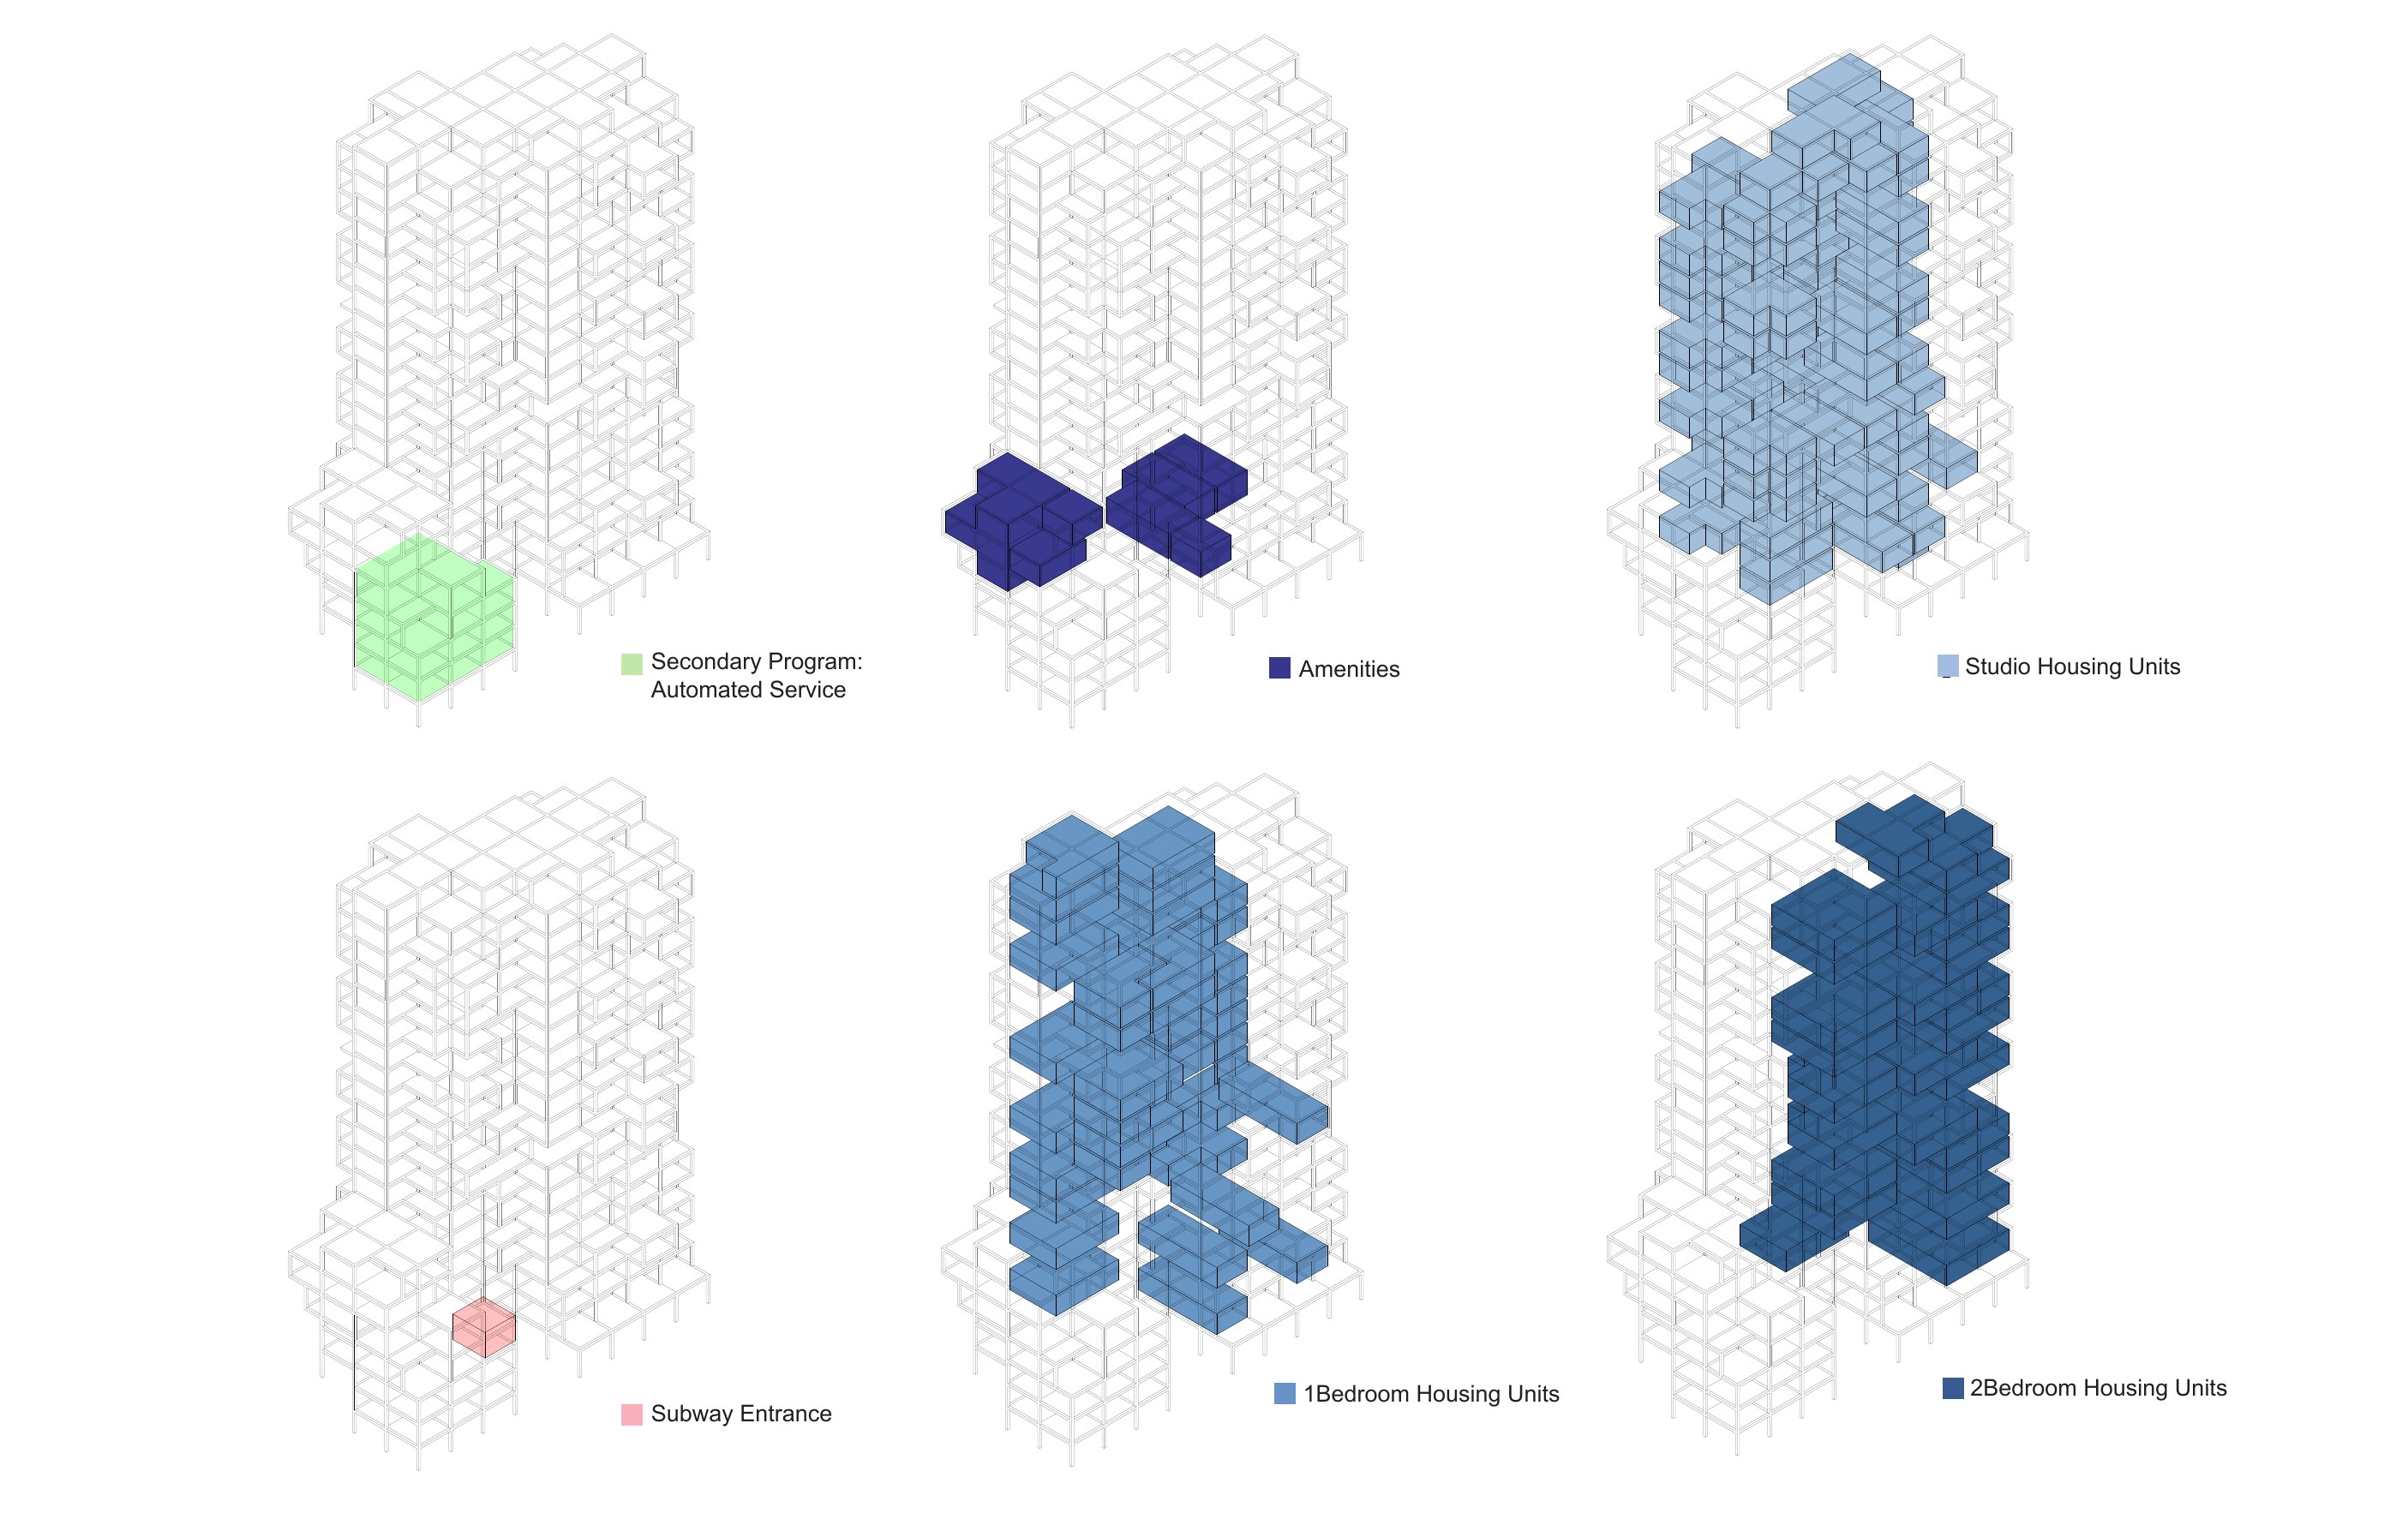 Secondary Program:
Automated Service
Amenities
Studio Housing Units
Subway Entrance
1Bedroom Housing Units
2Bedroom Housing Units